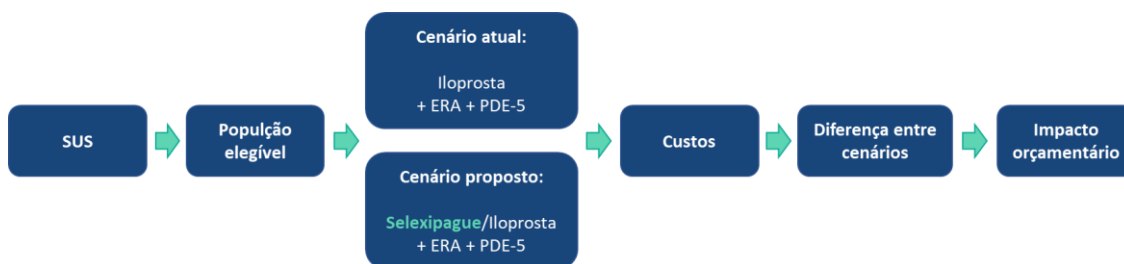 SUS
Populção
elegível
Cenário atual:
Iloprosta
+ ERA + PDE-5
Cenário proposto:
Selexipague/Iloprosta
+ ERA + PDE-5
Custos
Diferença entre
cenários
Impacto
orçamentário